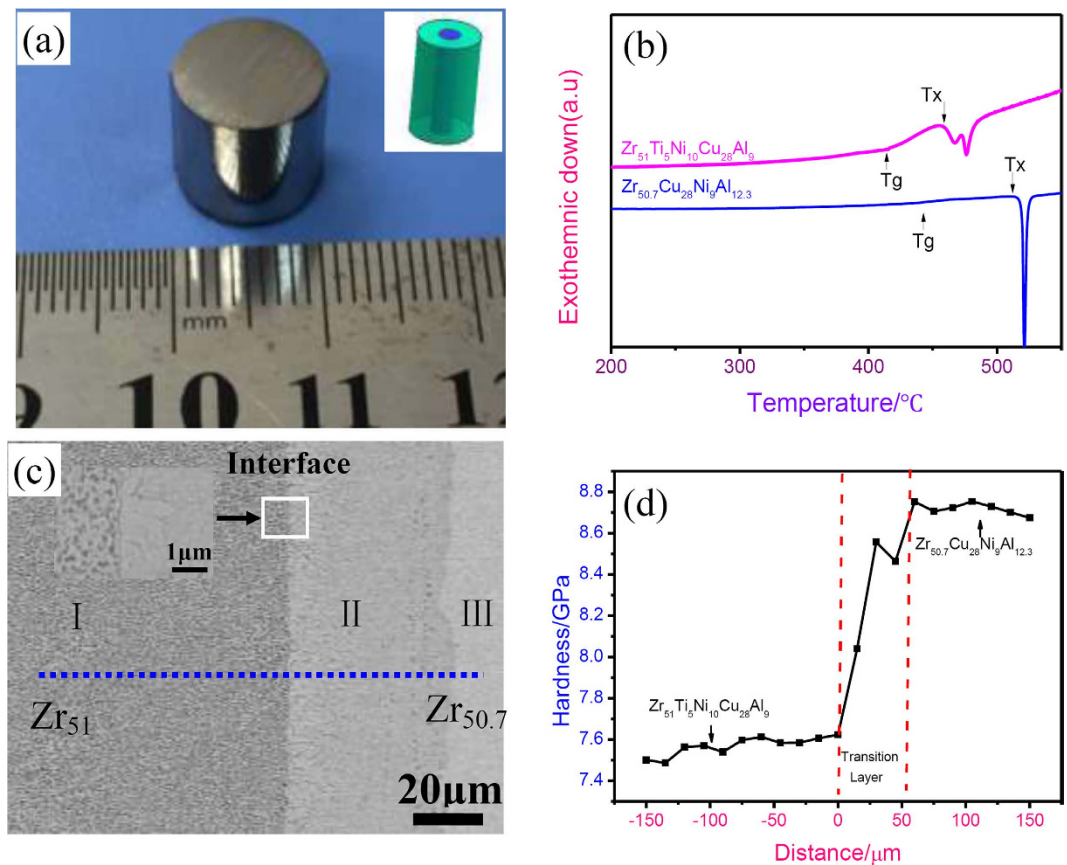 (a)
mm
9 10 11 12
(b)
Exothemnic down(a.u)
Tx
Zr₅₁Ti₅Ni₁₀Cu₂₈Al₉
Tg
Tx
Zr₅₀.₇Cu₂₈Ni₉Al₁₂.₃
Tg
200 300 400 500
Temperature/°C
(c)
Interface
1μm
I II III
Zr₅₁ Zr₅₀.₇
20μm
(d)
Hardness/GPa
8.8
8.6
8.4
8.2
8.0
7.8
7.6
7.4
Zr₅₀.₇Cu₂₈Ni₉Al₁₂.₃
Zr₅₁Ti₅Ni₁₀Cu₂₈Al₉
Transition
Layer
-150 -100 -50 0 50 100 150
Distance/μm